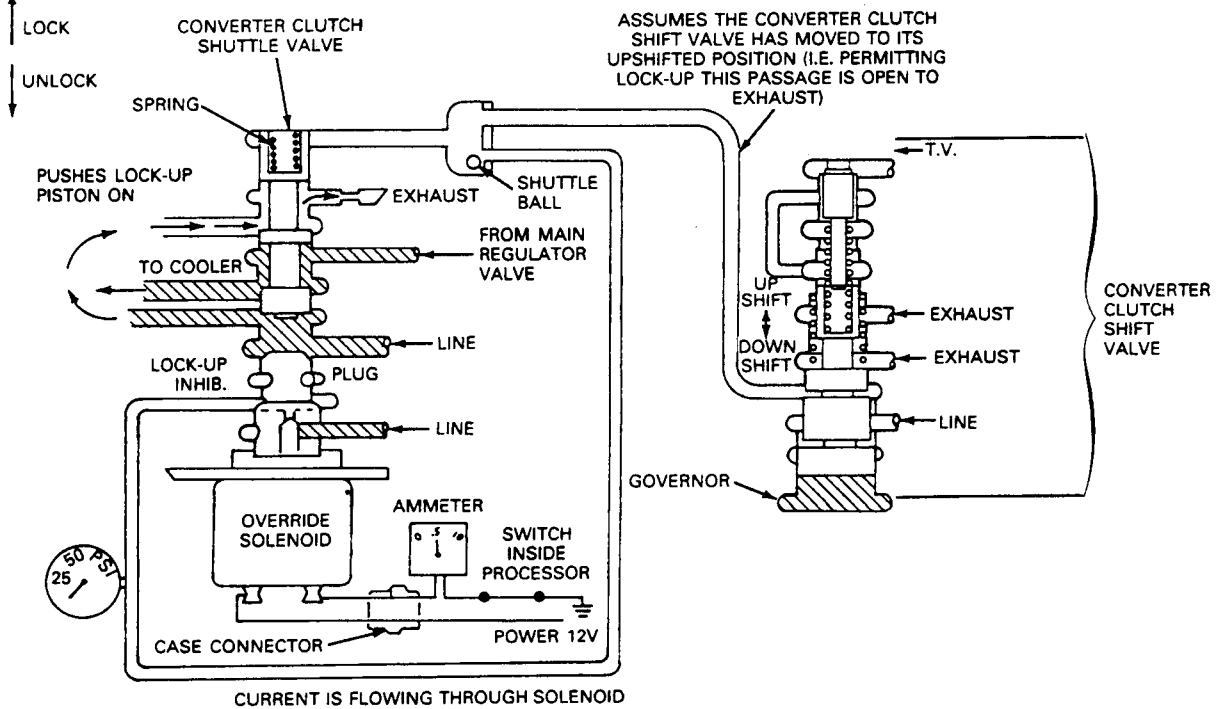 LOCK
UNLOCK
CONVERTER CLUTCH
SHUTTLE VALVE
SPRING
ASSUMES THE CONVERTER CLUTCH
SHIFT VALVE HAS MOVED TO ITS
UPSHIFTED POSITION (I.E. PERMITTING
LOCK-UP THIS PASSAGE IS OPEN TO
EXHAUST)
T.V.
PUSHES LOCK-UP
PISTON ON
EXHAUST
SHUTTLE
BALL
FROM MAIN
REGULATOR
VALVE
TO COOLER
UP
SHIFT
DOWN
SHIFT
EXHAUST
EXHAUST
CONVERTER
CLUTCH
SHIFT
VALVE
LINE
LOCK-UP
INHIB.
PLUG
LINE
LINE
GOVERNOR
OVERRIDE
SOLENOID
AMMETER
0 .5
SWITCH
INSIDE
PROCESSOR
25 50 PSI
CASE CONNECTOR
POWER 12V
CURRENT IS FLOWING THROUGH SOLENOID